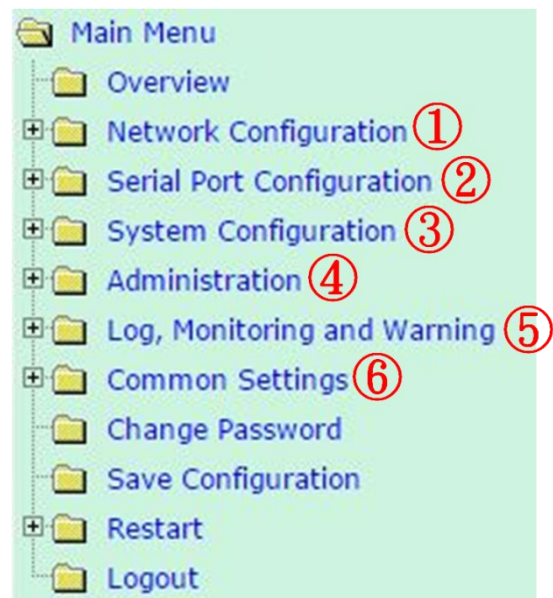 Main Menu
Overview
Network Configuration ①
Serial Port Configuration ②
System Configuration ③
Administration ④
Log, Monitoring and Warning ⑤
Common Settings ⑥
Change Password
Save Configuration
Restart
Logout